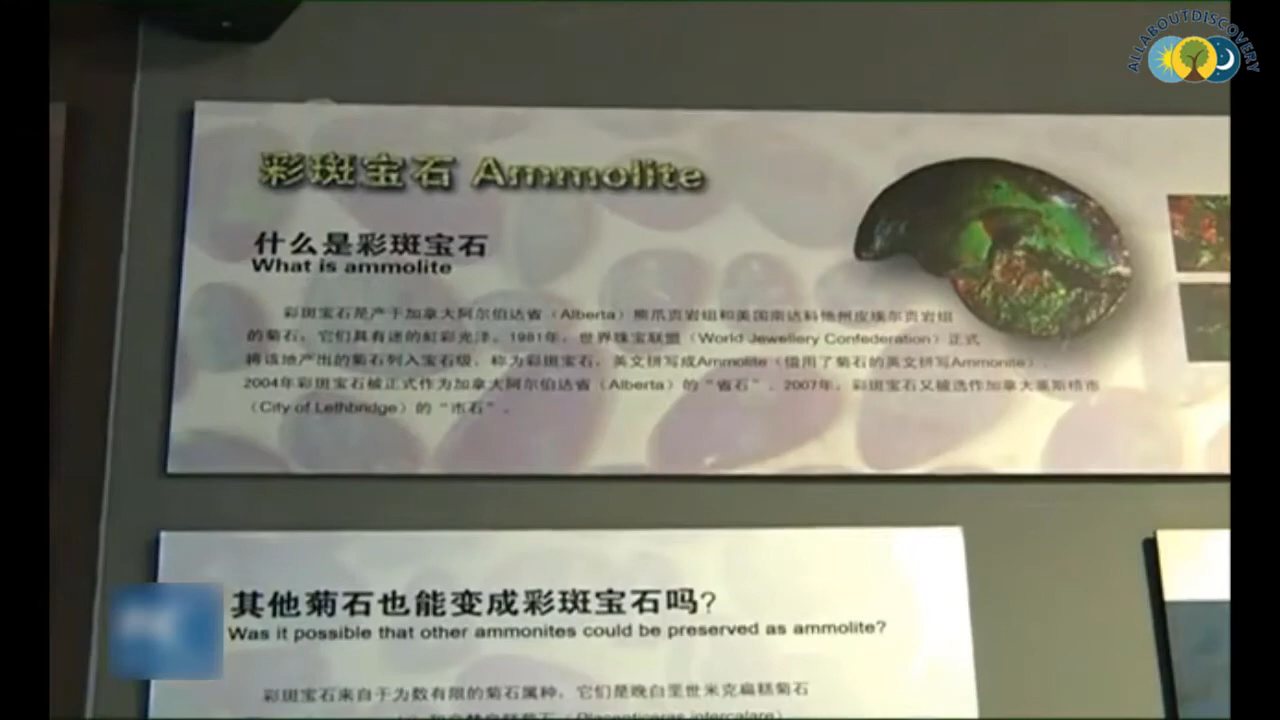 ALLABOUTDISCOVERY
彩斑宝石 Ammolite
什么是彩斑宝石
What is ammolite
彩斑宝石是产于加拿大阿尔伯达省（Alberta）熊爪页岩组和美国南达科他州皮埃尔页岩组
的菊石，它们具有迷的虹彩光泽。1981年，世界珠宝联盟（World Jewellery Confederation）正式
将该地产出的菊石列入宝石级，称为彩斑宝石，英文拼写成Ammolite（借用了菊石的英文拼写Ammonite）。
2004年彩斑宝石被正式作为加拿大阿尔伯达省（Alberta）的“省石”，2007年，彩斑宝石又被选作加拿大莱斯桥市
（City of Lethbridge）的“市石”。
其他菊石也能变成彩斑宝石吗?
Was it possible that other ammonites could be preserved as ammolite?
彩斑宝石来自于为数有限的菊石属种，它们是晚白垩世米克扁糕菊石
（Placenticeras intercalare）